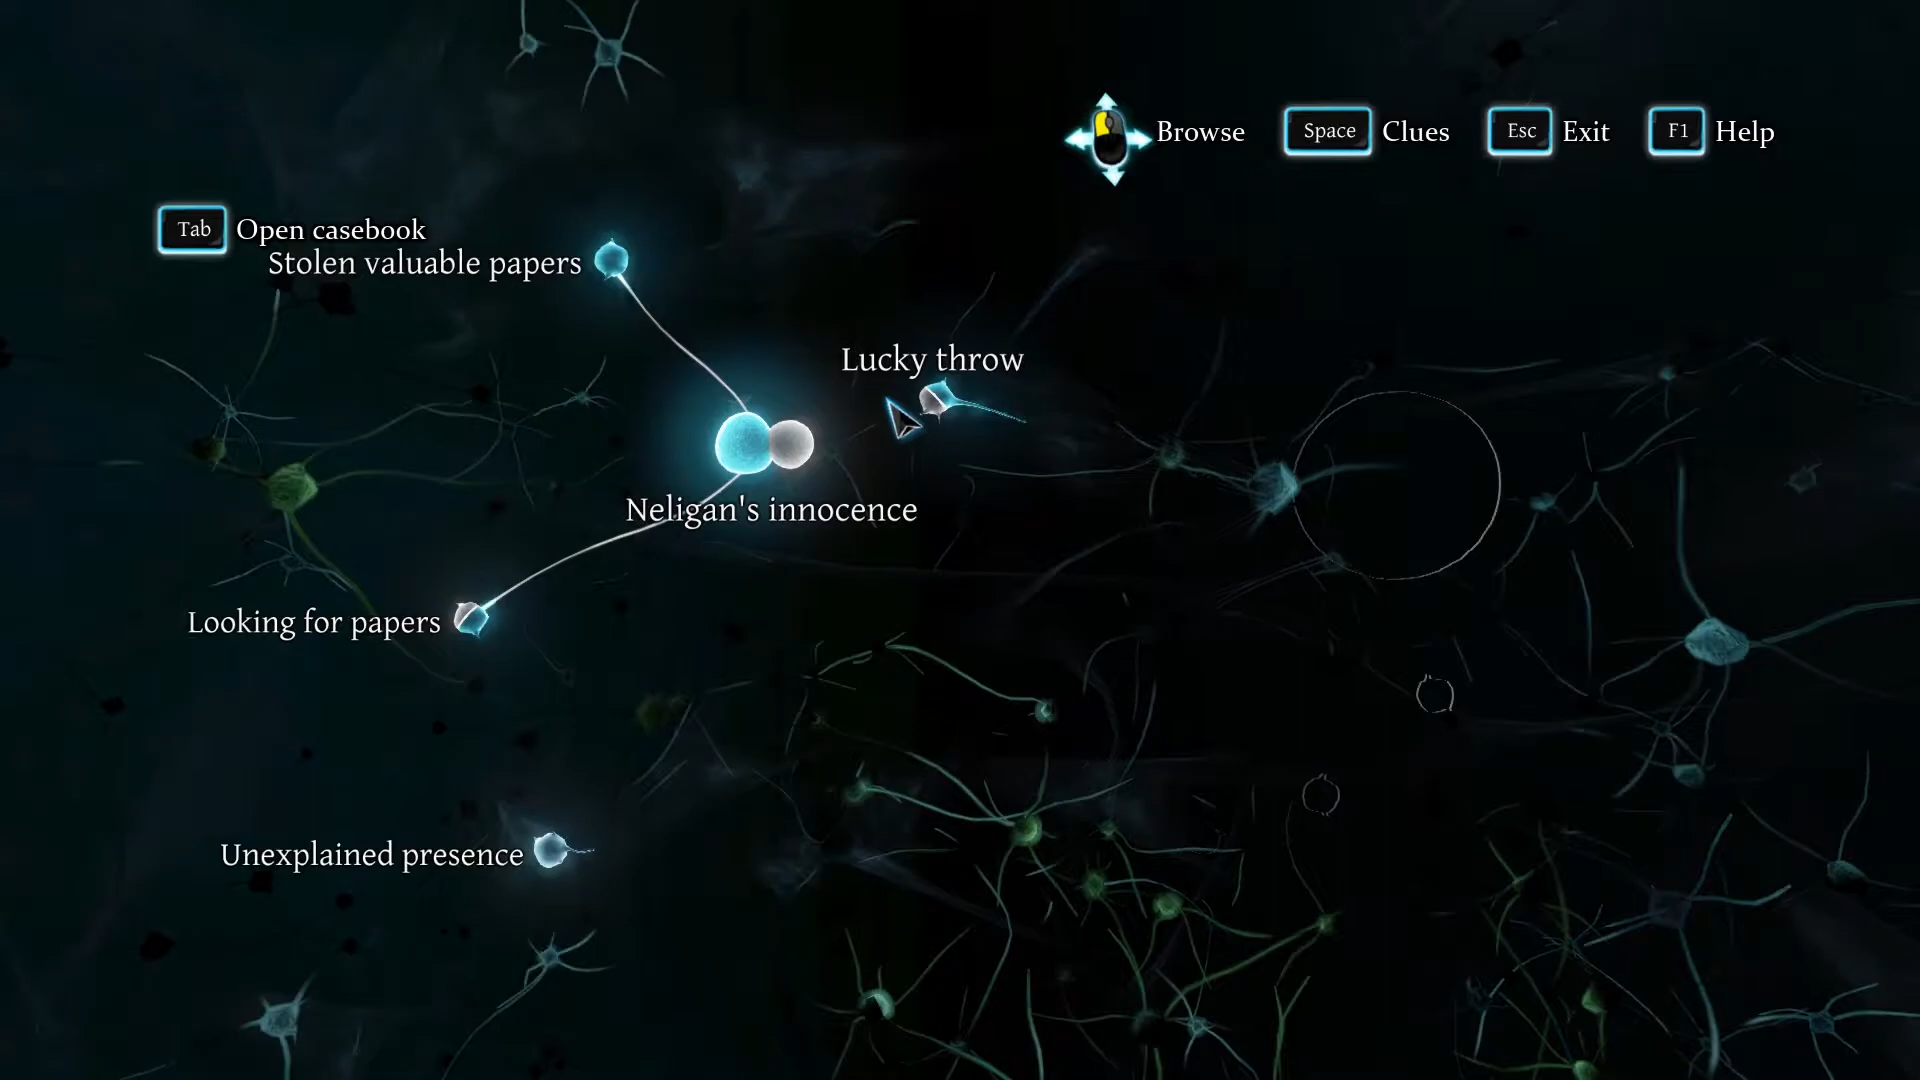 Browse
Space Clues
Esc Exit
F1 Help
Tab Open casebook
Stolen valuable papers
Lucky throw
Neligan's innocence
Looking for papers
Unexplained presence